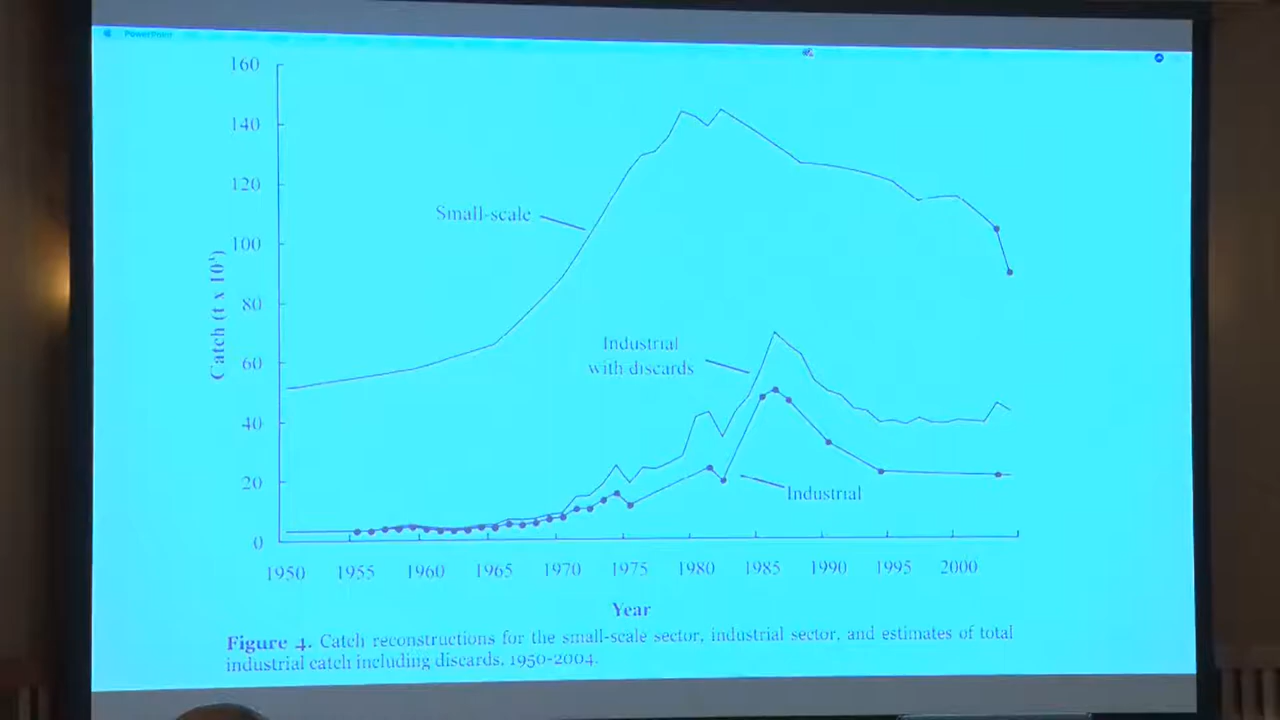 PowerPoint
160
140
120
100
80
60
40
20
0
Catch (t x 10³)
Small-scale
Industrial
with discards
Industrial
1950 1955 1960 1965 1970 1975 1980 1985 1990 1995 2000
Year
Figure 4. Catch reconstructions for the small-scale sector, industrial sector, and estimates of total
industrial catch including discards, 1950-2004.